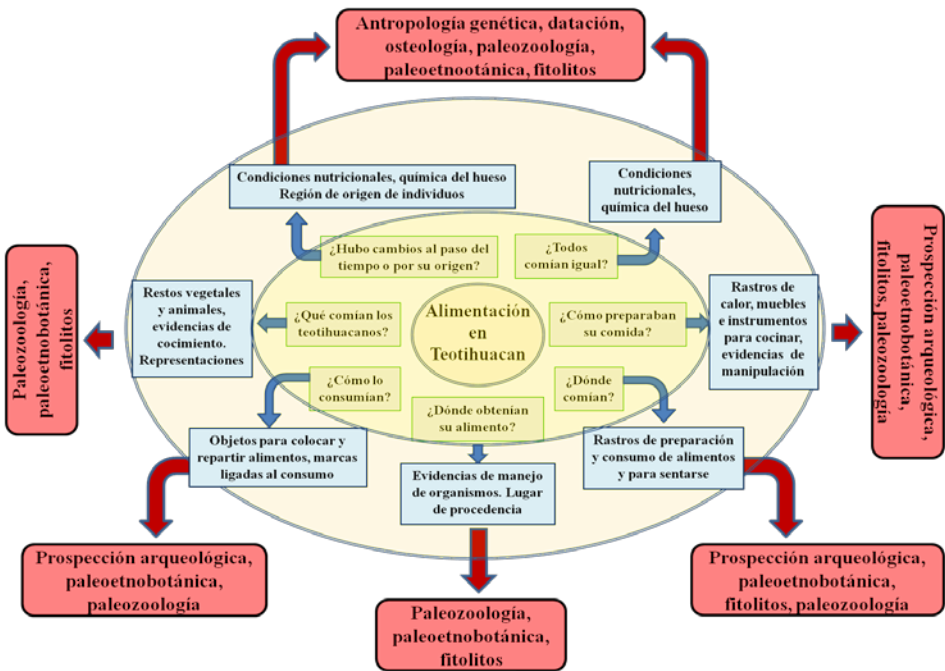 Antropología genética, datación,
osteología, paleozoología,
paleoetnootánica, fitolitos
Condiciones nutricionales, química del hueso
Región de origen de individuos
Condiciones
nutricionales,
química del hueso
¿Hubo cambios al paso del
tiempo o por su origen?
¿Todos
comían igual?
Paleozoología,
paleoetnobotánica,
fitolitos
Restos vegetales
y animales,
evidencias de
cocimiento.
Representaciones
¿Qué comían los
teotihuacanos?
Alimentación
en
Teotihuacan
¿Cómo preparaban
su comida?
Rastros de
calor, muebles
e instrumentos
para cocinar,
evidencias de
manipulación
Prospección arqueológica,
paleoetnobotánica,
fitolitos, paleozoología
¿Cómo lo
consumían?
¿Dónde obtenían
su alimento?
¿Dónde
comían?
Objetos para colocar y
repartir alimentos, marcas
ligadas al consumo
Evidencias de manejo
de organismos. Lugar
de procedencia
Rastros de preparación
y consumo de alimentos
y para sentarse
Prospección arqueológica,
paleoetnobotánica,
paleozoología
Paleozoología,
paleoetnobotánica,
fitolitos
Prospección arqueológica,
paleoetnobotánica,
fitolitos, paleozoología